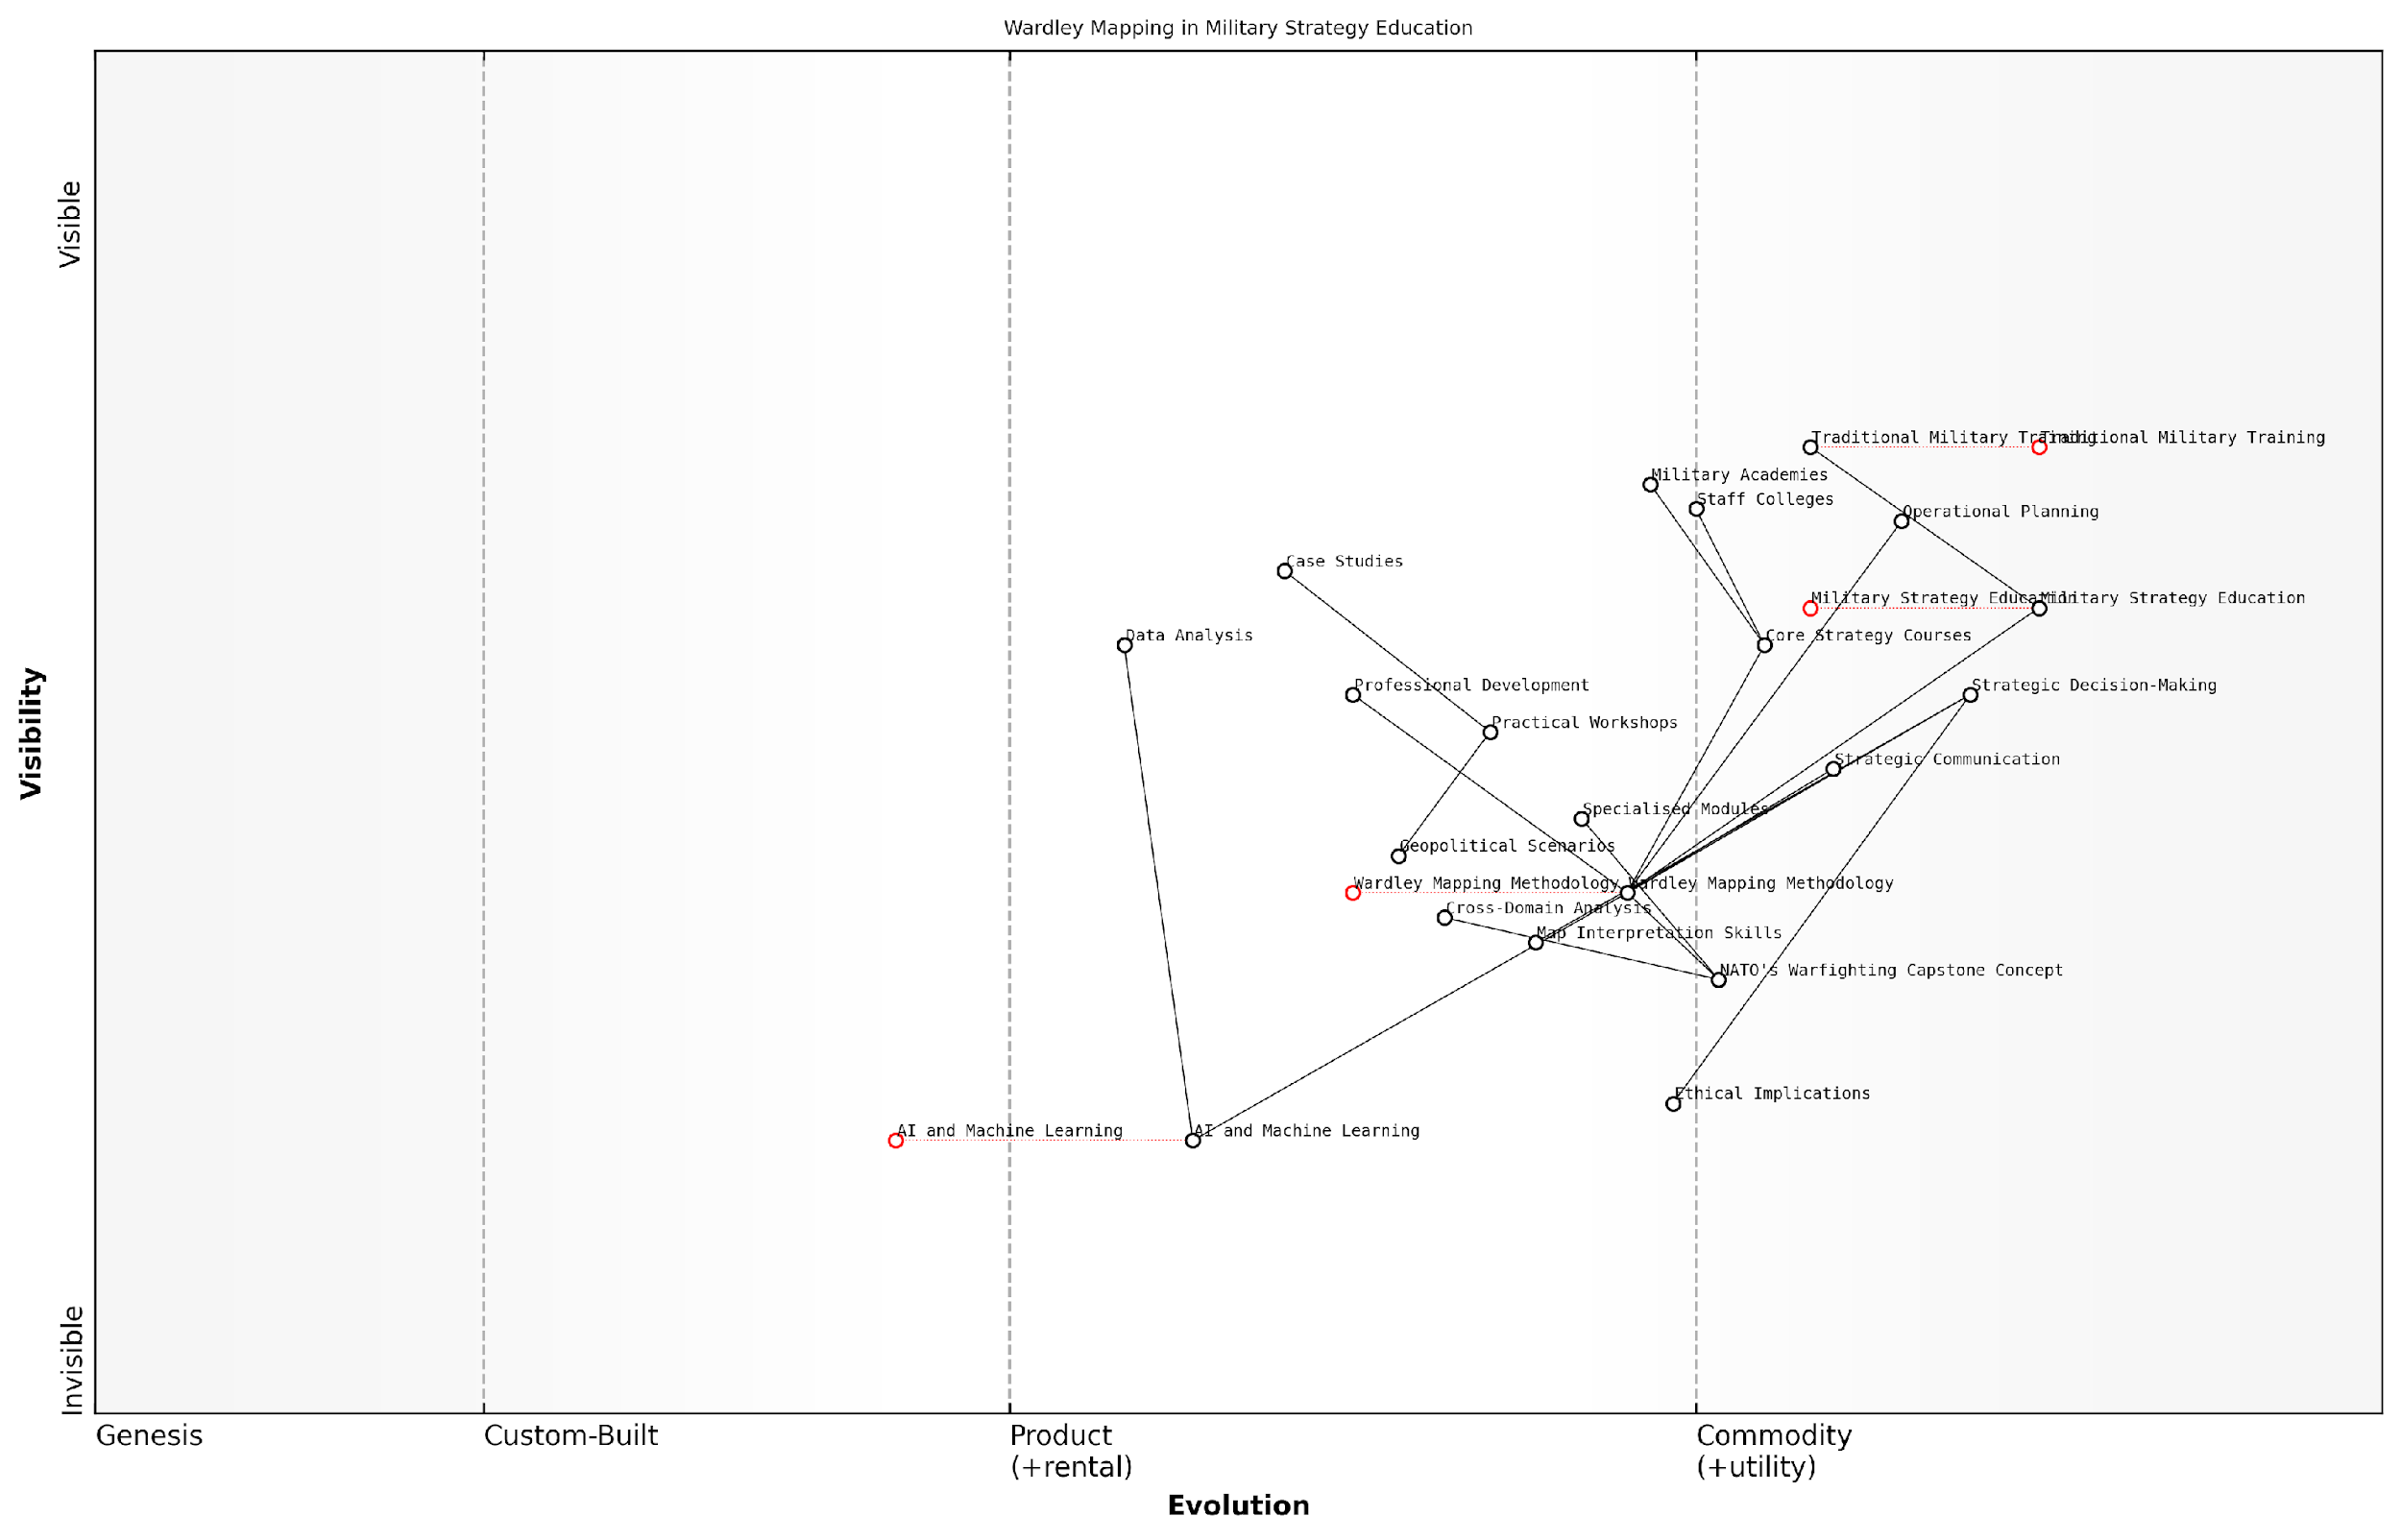 Wardley Mapping in Military Strategy Education
Visible
Visibility
Invisible
Traditional Military Training
Traditional Military Training
Military Academies
Staff Colleges
Operational Planning
Case Studies
Military Strategy Education
Military Strategy Education
Data Analysis
Core Strategy Courses
Professional Development
Strategic Decision-Making
Practical Workshops
Strategic Communication
Specialised Modules
Geopolitical Scenarios
Wardley Mapping Methodology
Wardley Mapping Methodology
Cross-Domain Analysis
Map Interpretation Skills
NATO's Warfighting Capstone Concept
Ethical Implications
AI and Machine Learning
AI and Machine Learning
Genesis
Custom-Built
Product
(+rental)
Commodity
(+utility)
Evolution